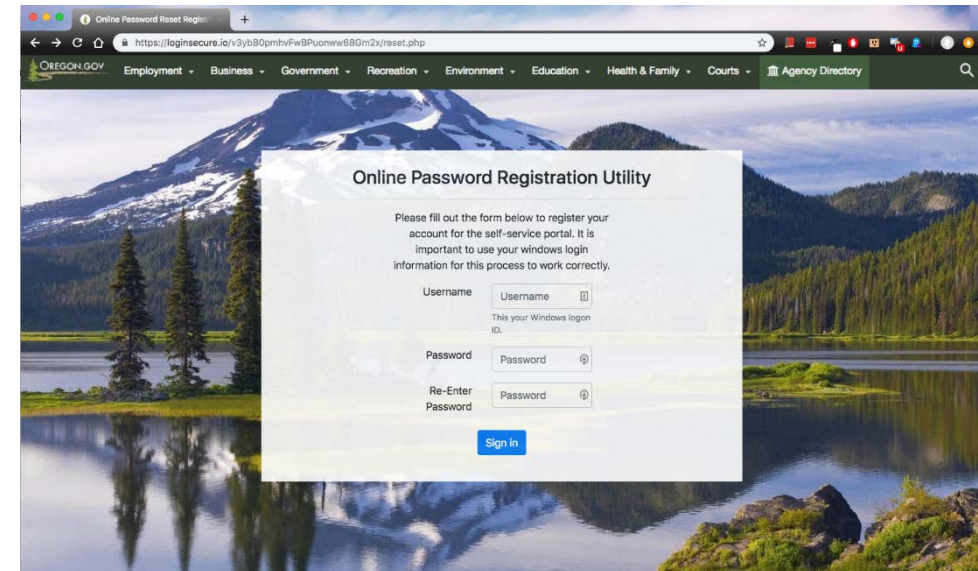 Online Password Reset Registr
https://loginsecure.io/v3ybB0pmhvFwBPuonww68Gm2x/reset.php
OREGON.GOV Employment Business Government Recreation Environment Education Health & Family Courts Agency Directory
Online Password Registration Utility
Please fill out the form below to register your
account for the self-service portal. It is
important to use your windows login
information for this process to work correctly.
Username
Username
This your Windows logon
ID.
Password
Password
Re-Enter
Password
Password
Sign in